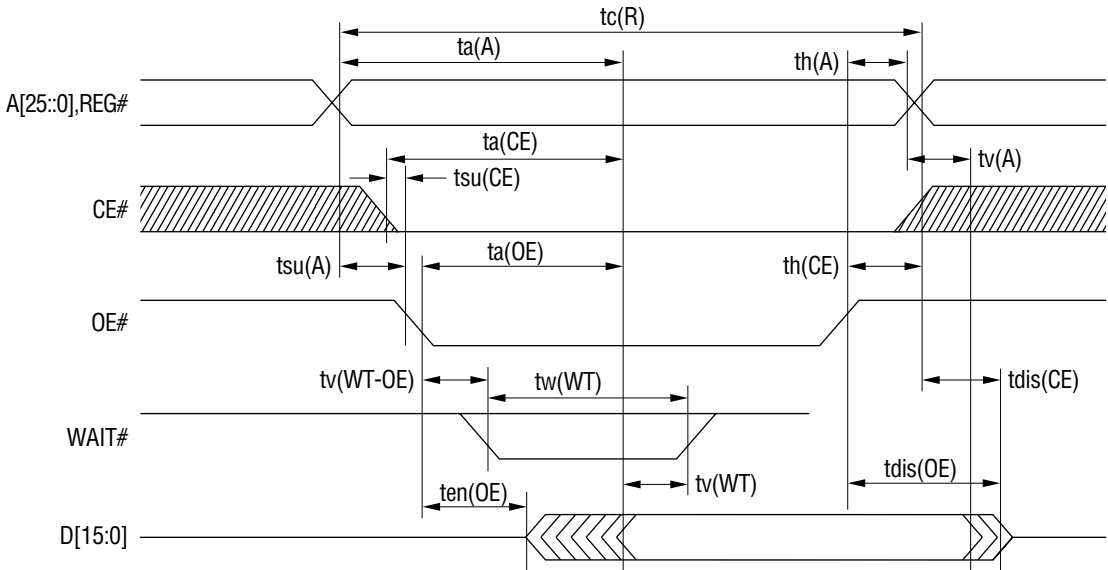 tc(R)
ta(A)
th(A)
A[25::0],REG#
ta(CE)
tv(A)
tsu(CE)
CE#
tsu(A)
ta(OE)
th(CE)
OE#
tv(WT-OE)
tw(WT)
tdis(CE)
WAIT#
tdis(OE)
ten(OE)
tv(WT)
D[15:0]